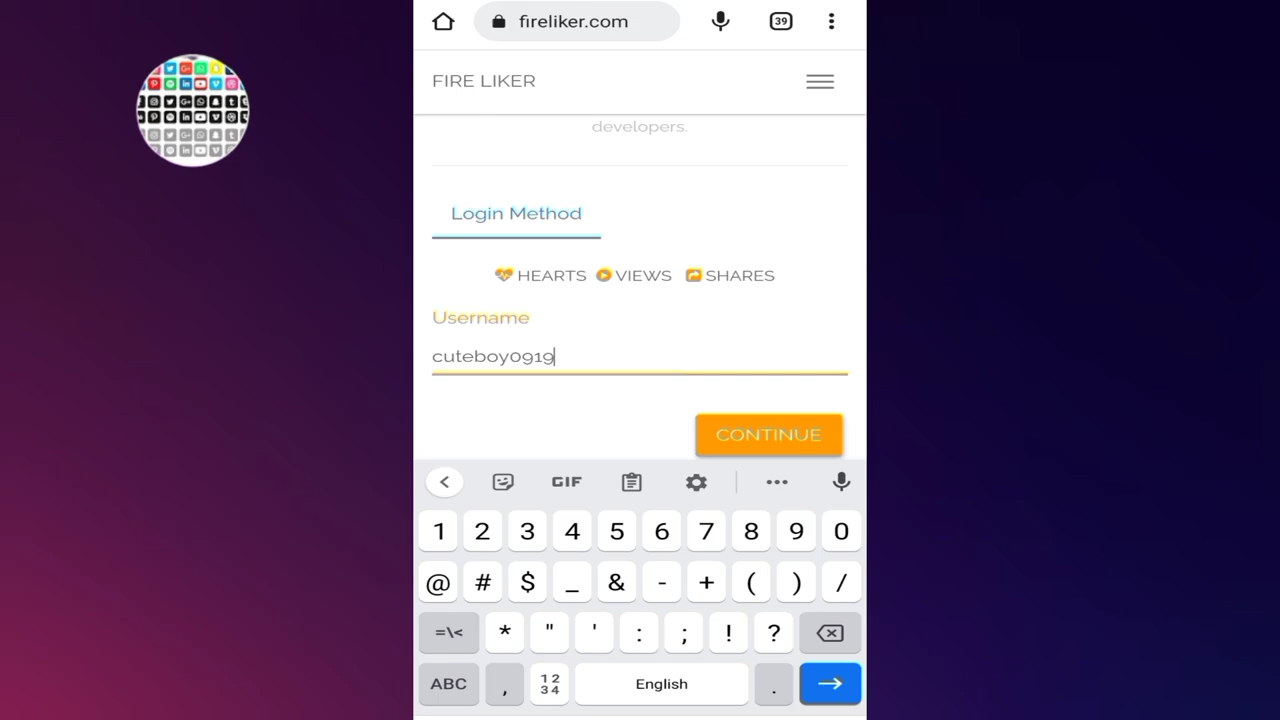 fireliker.com
39
FIRE LIKER
developers.
Login Method
HEARTS VIEWS SHARES
Username
cuteboy0919
CONTINUE
GIF
1 2 3 4 5 6 7 8 9 0
@ # $ _ & - + ( ) /
=\< * " ' : ; ! ?
ABC , 12 34 English .